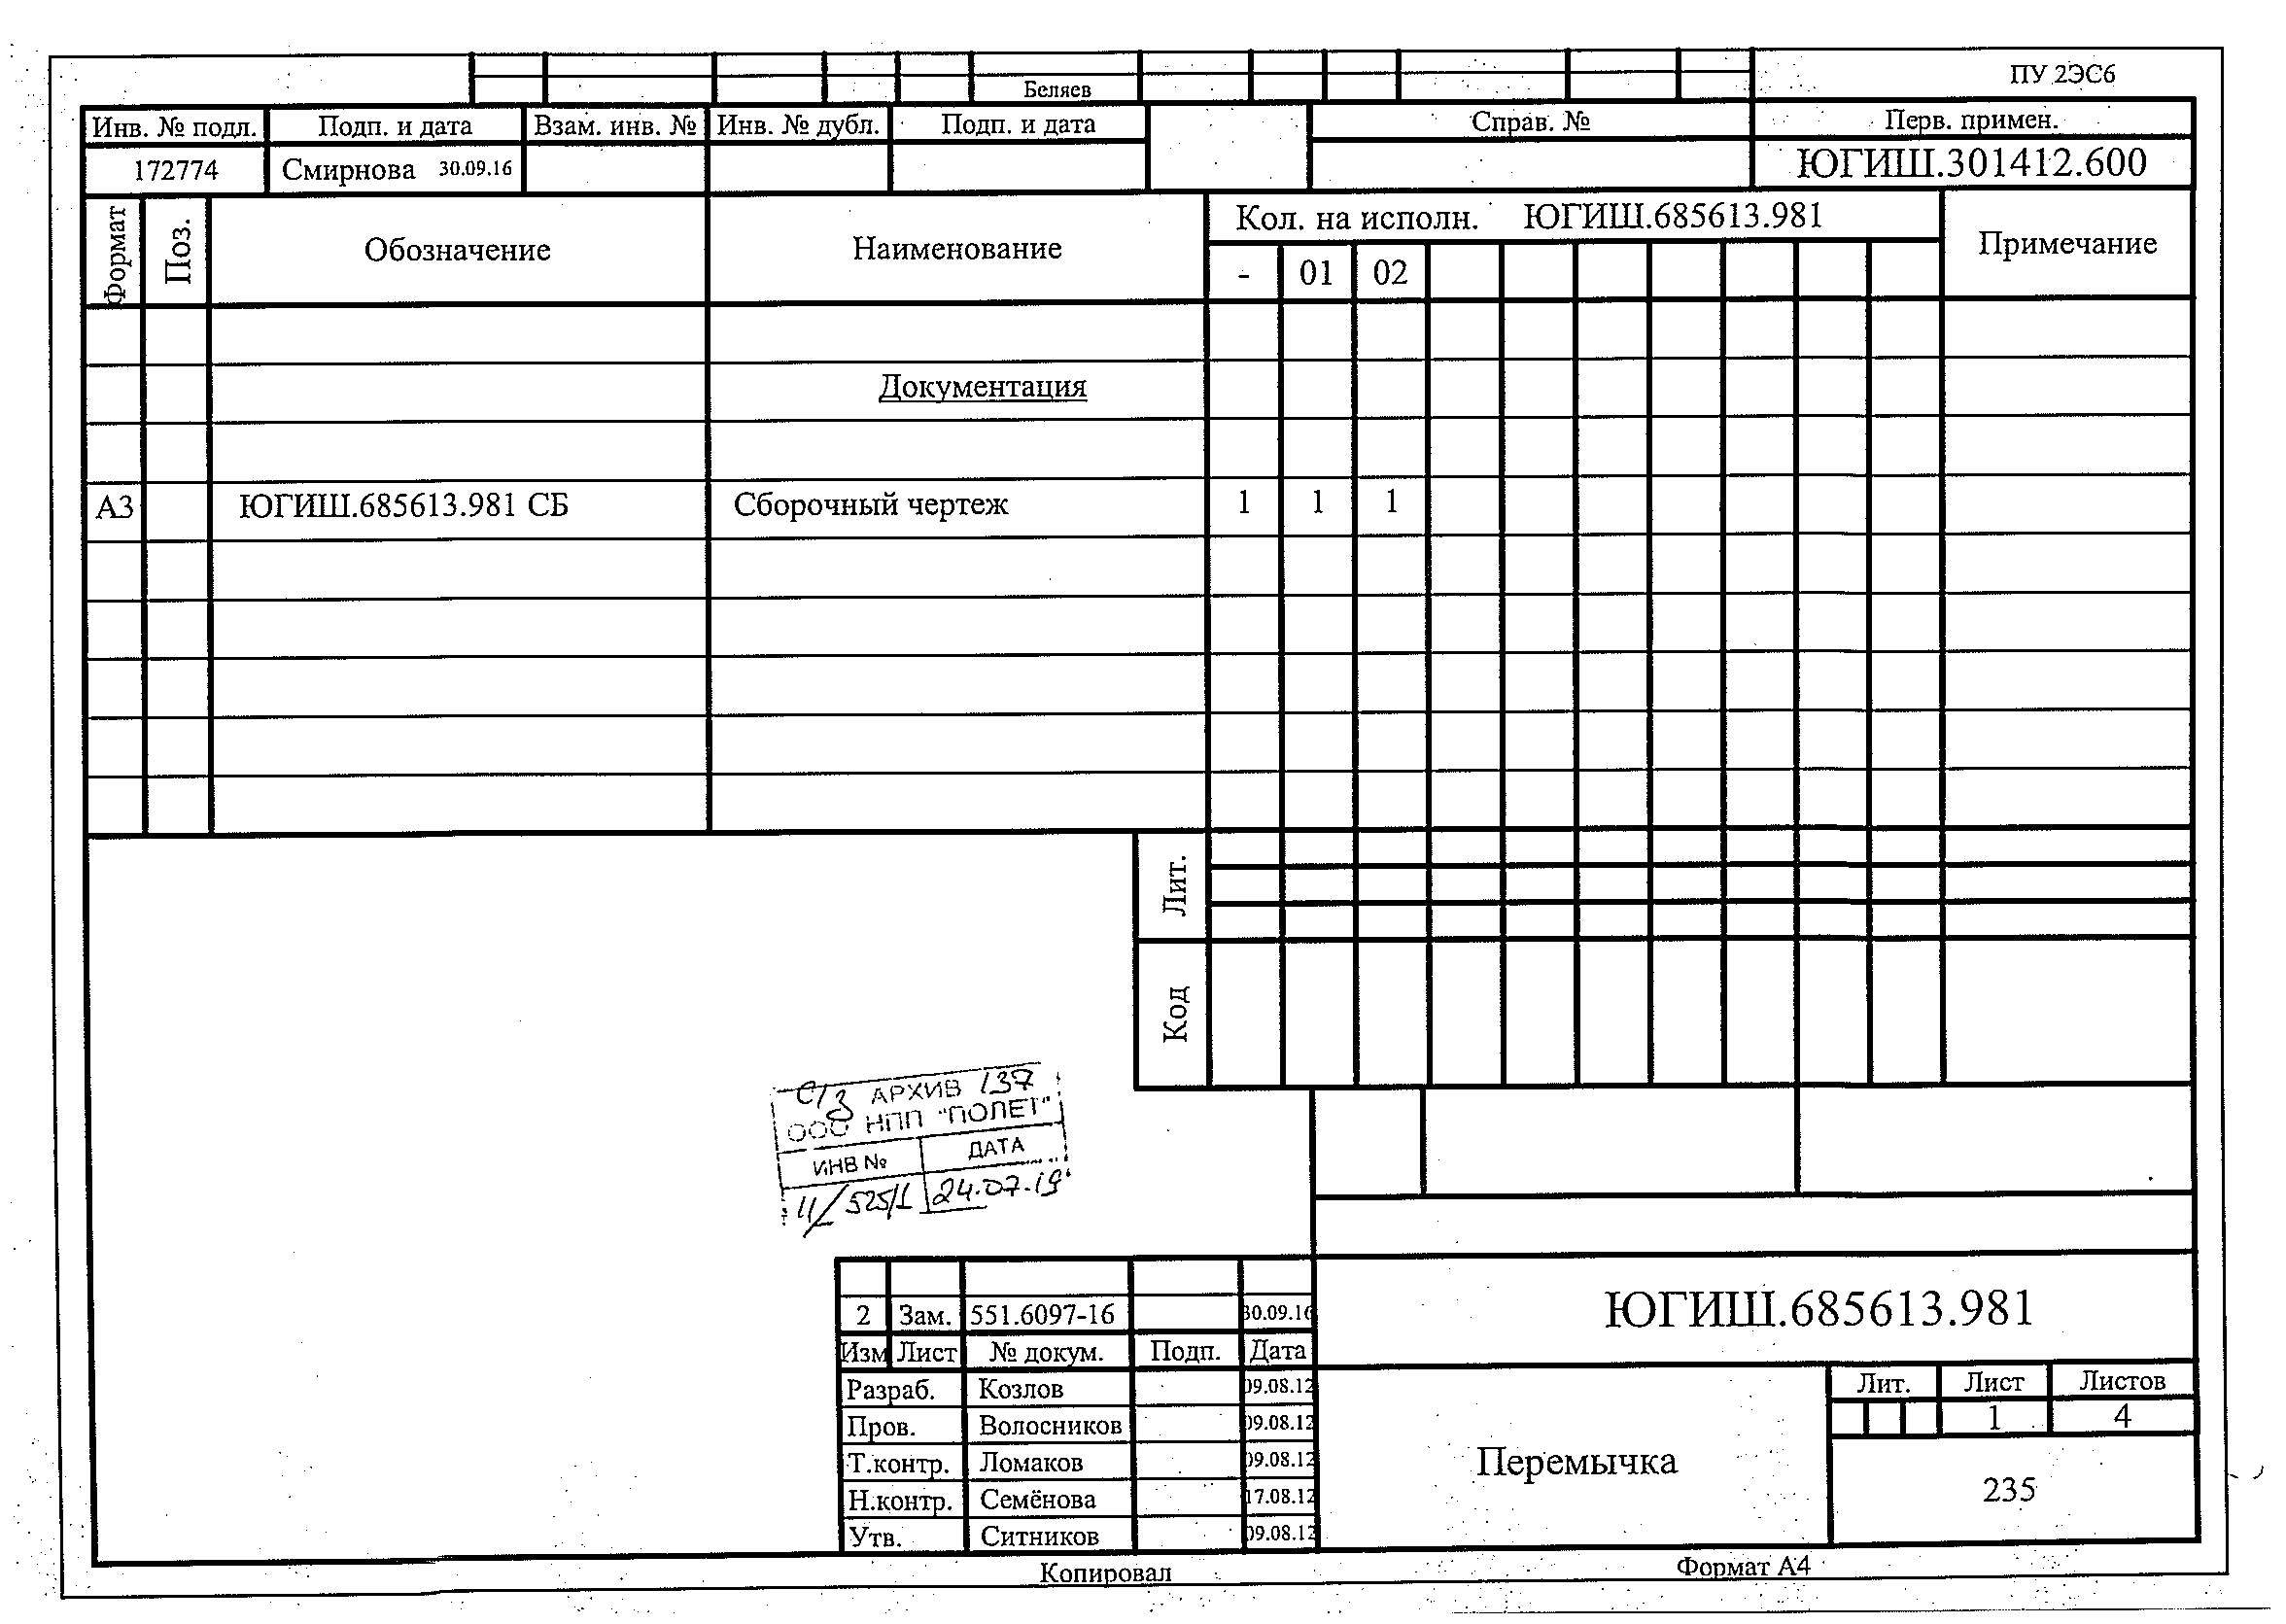 ПУ 2ЭС6
Беляев
Инв. № подл. Подп. и дата Взам. инв. № Инв. № дубл. Подп. и дата Справ. № Перв. примен.
172774 Смирнова 30.09.16 ЮГИШ.301412.600
Формат Поз. Обозначение Наименование Кол. на исполн. ЮГИШ.685613.981 Примечание
- 01 02
Документация
А3 ЮГИШ.685613.981 СБ Сборочный чертеж 1 1 1
Лит.
Код
С/З АРХИВ 137
ООО НПП "ПОЛЕТ"
ИНВ № ДАТА
11/525/1 24.07.19
ЮГИШ.685613.981
2 Зам. 551.6097-16 30.09.16
Изм Лист № докум. Подп. Дата
Разраб. Козлов 09.08.12
Пров. Волосников 09.08.12
Т.контр. Ломаков 09.08.12
Н.контр. Семёнова 17.08.12
Утв. Ситников 09.08.12
Перемычка
Лит. Лист Листов
1 4
235
Копировал Формат А4